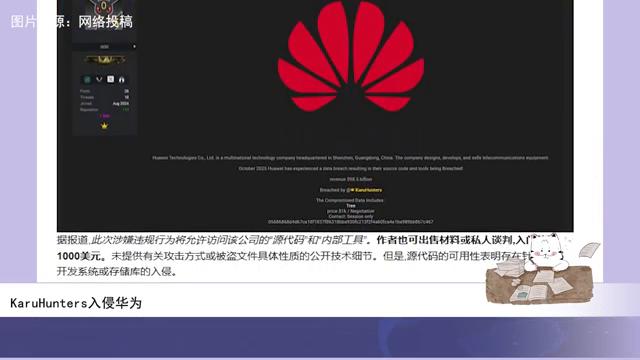 图片来源：网络投稿
Huawei Technologies Co., Ltd. is a multinational technology company headquartered in Shenzhen, Guangdong, China. The company designs, develops, and sells telecommunications equipment.
October 2025 Huawei has experienced a data breach resulting in their source code and tools being Breached!
revenue $98.5 billion
Breached by @ KaruHunters
The Compromised Data Includes:
Tree
price $1k / Negotiation
Contact: Session only
据报道,此次涉嫌违规行为将允许访问该公司的“源代码”和“内部工具”。作者也可出售材料或私人谈判,入门
1000美元。未提供有关攻击方式或被盗文件具体性质的公开技术细节。但是,源代码的可用性表明存在
开发系统或存储库的入侵。
KaruHunters入侵华为